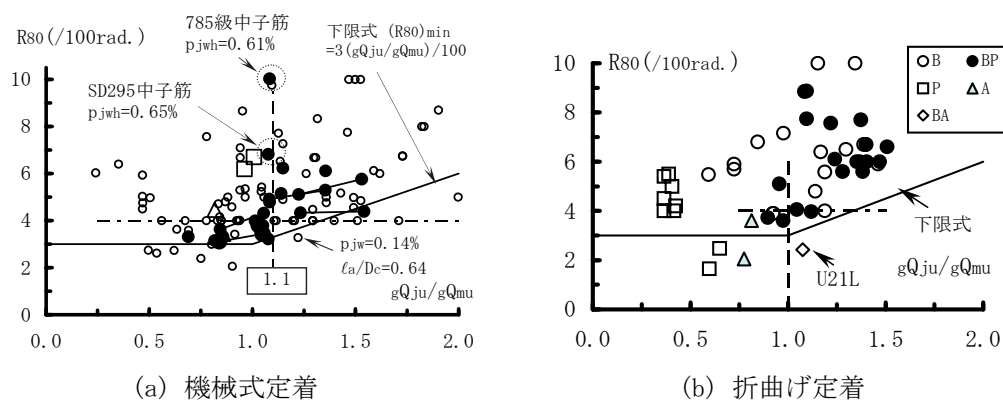 R80(/100rad.)
785級中子筋
pjwh=0.61%
SD295中子筋
pjwh=0.65%
下限式 (R80)min
=3(gQju/gQmu)/100
10
8
6
4
2
0
pjw=0.14%
ℓa/Dc=0.64
1.1
gQju/gQmu
0.0 0.5 1.0 1.5 2.0
(a) 機械式定着
R80(/100rad.)
B BP
P A
BA
10
8
6
4
2
0
下限式
U21L
gQju/gQmu
0.0 0.5 1.0 1.5 2.0
(b) 折曲げ定着